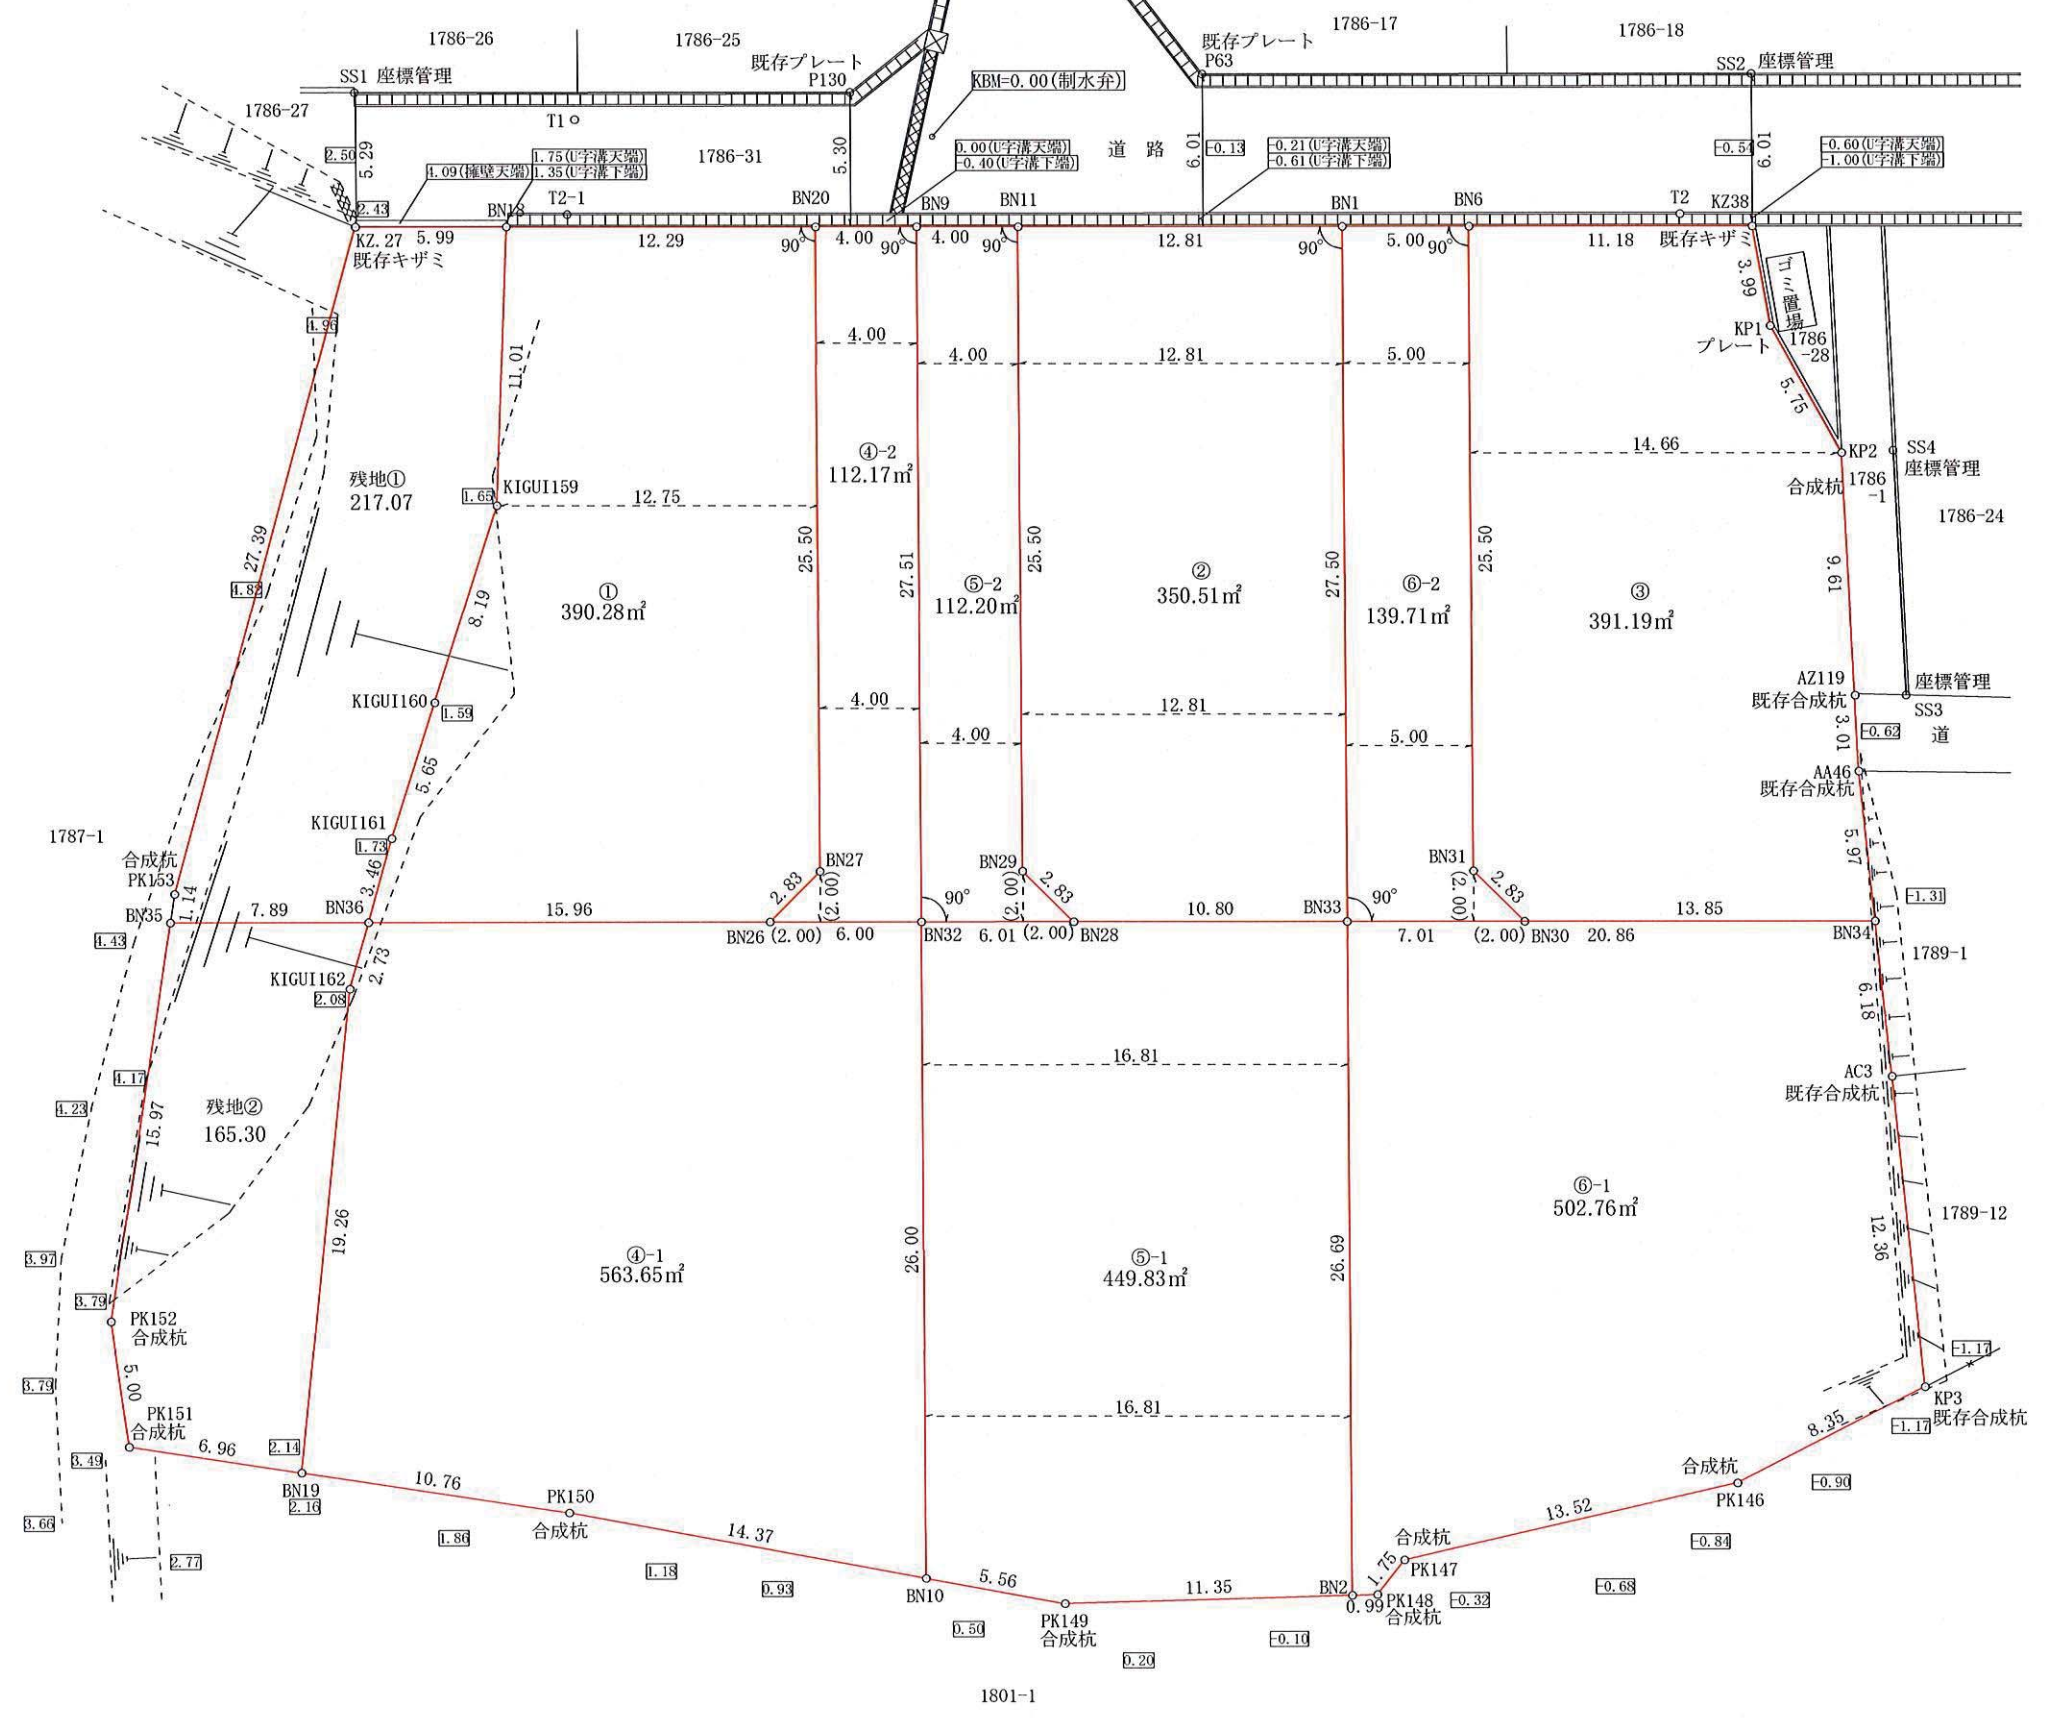 1786-26
1786-25
1786-17
1786-18
既存プレート
P130
既存プレート
P63
SS1 座標管理
SS2 座標管理
1786-27
T1
KBM=0.00(制水弁)
1786-31
道 路
2.50
5.29
5.30
6.01
-0.13
-0.54
6.01
4.09(擁壁天端)
1.75(U字溝天端)
1.35(U字溝下端)
0.00(U字溝天端)
-0.40(U字溝下端)
-0.21(U字溝天端)
-0.61(U字溝下端)
-0.60(U字溝天端)
-1.00(U字溝下端)
2.43
BN18
T2-1
BN20
BN9
BN11
BN1
BN6
T2
KZ38
既存キザミ
KZ.27
既存キザミ
5.99
12.29
90°
4.00
90°
4.00
90°
12.81
90°
5.00
90°
11.18
3.99
ゴミ置場
KP1
プレート
1786
-28
5.75
4.96
11.01
4.00
4.00
12.81
5.00
14.66
KP2
合成杭
1786
-1
SS4
座標管理
1786-24
残地①
217.07
1.65
KIGUI159
12.75
④-2
112.17㎡
27.39
4.82
8.19
①
390.28㎡
25.50
27.51
⑤-2
112.20㎡
25.50
②
350.51㎡
27.50
⑥-2
139.71㎡
25.50
③
391.19㎡
9.61
KIGUI160
1.59
4.00
4.00
12.81
5.00
AZ119
既存合成杭
座標管理
SS3
3.01
-0.62
道
AA46
既存合成杭
5.65
KIGUI161
1.73
3.46
1787-1
合成杭
PK153
1.14
BN27
2.83
(2.00)
BN29
2.83
(2.00)
BN31
2.83
(2.00)
5.97
-1.31
BN35
7.89
BN36
15.96
BN26
(2.00)
6.00
90°
BN32
6.01
(2.00)
BN28
10.80
BN33
90°
7.01
(2.00)
BN30
20.86
13.85
BN34
1789-1
4.43
2.73
KIGUI162
2.08
6.18
AC3
既存合成杭
4.17
4.23
15.97
残地②
165.30
16.81
19.26
④-1
563.65㎡
26.00
⑤-1
449.83㎡
26.69
⑥-1
502.76㎡
12.36
1789-12
3.97
3.79
PK152
合成杭
5.00
3.79
PK151
合成杭
16.81
-1.17
KP3
既存合成杭
-1.17
8.35
3.49
6.96
2.14
BN19
2.16
10.76
PK150
合成杭
合成杭
PK146
-0.90
3.66
2.77
1.86
1.18
14.37
0.93
13.52
-0.84
合成杭
PK147
1.75
BN10
5.56
11.35
BN2
0.99
PK148
合成杭
-0.32
-0.68
PK149
合成杭
0.50
-0.10
0.20
1801-1